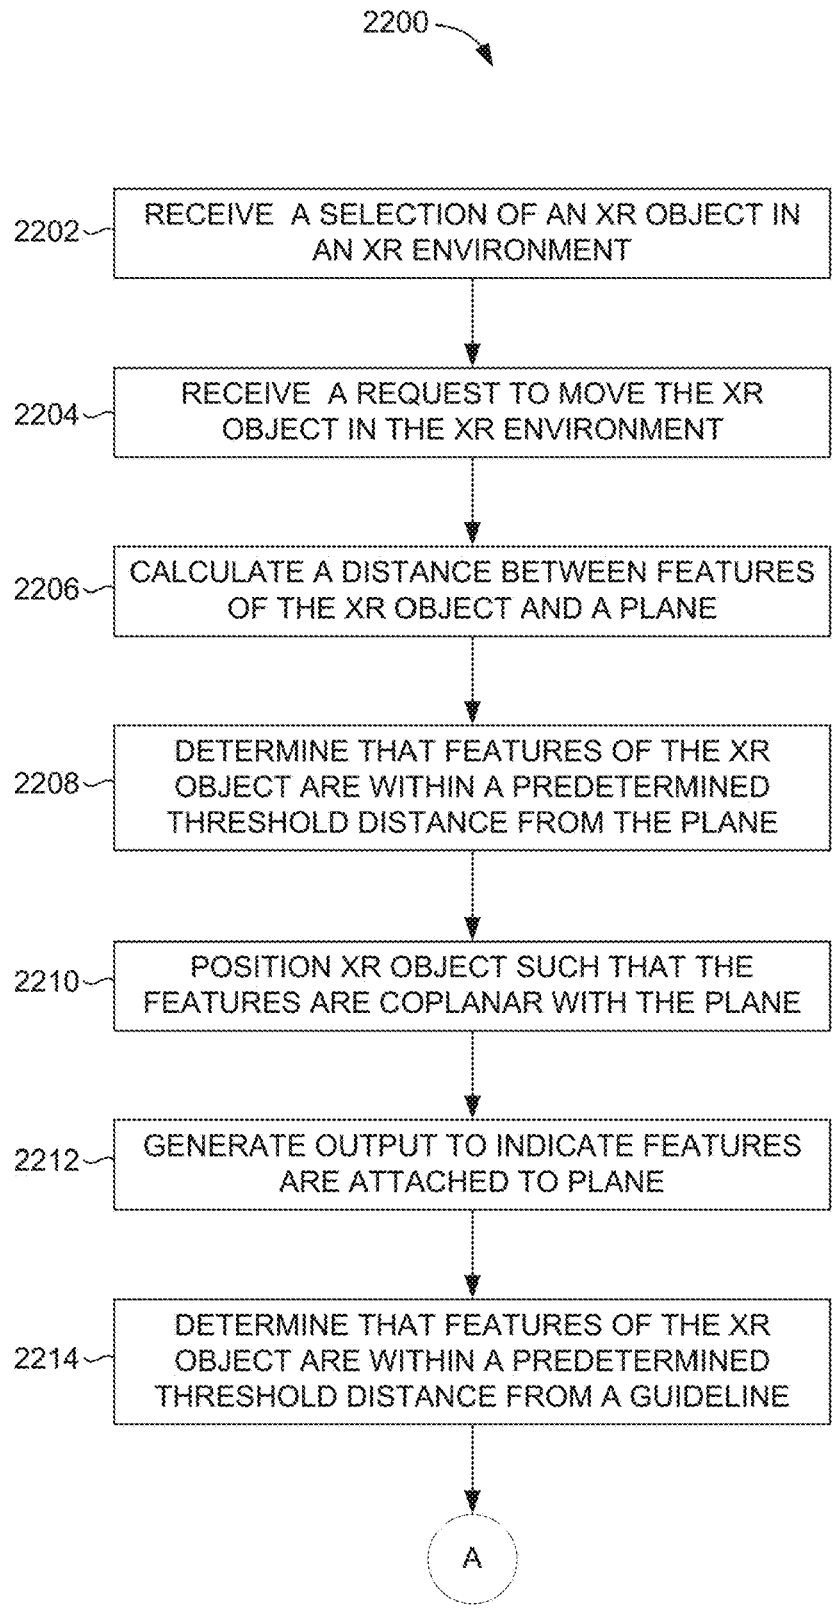 2200
2202
RECEIVE A SELECTION OF AN XR OBJECT IN
AN XR ENVIRONMENT
2204
RECEIVE A REQUEST TO MOVE THE XR
OBJECT IN THE XR ENVIRONMENT
2206
CALCULATE A DISTANCE BETWEEN FEATURES
OF THE XR OBJECT AND A PLANE
2208
DETERMINE THAT FEATURES OF THE XR
OBJECT ARE WITHIN A PREDETERMINED
THRESHOLD DISTANCE FROM THE PLANE
2210
POSITION XR OBJECT SUCH THAT THE
FEATURES ARE COPLANAR WITH THE PLANE
2212
GENERATE OUTPUT TO INDICATE FEATURES
ARE ATTACHED TO PLANE
2214
DETERMINE THAT FEATURES OF THE XR
OBJECT ARE WITHIN A PREDETERMINED
THRESHOLD DISTANCE FROM A GUIDELINE
A